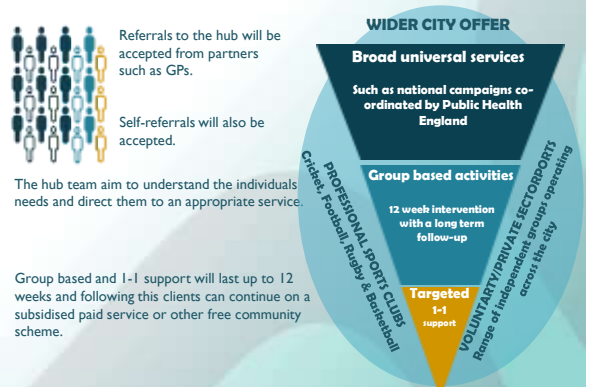 WIDER CITY OFFER
Referrals to the hub will be
accepted from partners
such as GPs.
Self-referrals will also be
accepted.
The hub team aim to understand the individuals
needs and direct them to an appropriate service.
Group based and 1-1 support will last up to 12
weeks and following this clients can continue on a
subsidised paid service or other free community
scheme.
Broad universal services
Such as national campaigns co-
ordinated by Public Health
England
Group based activities
12 week intervention
with a long term
follow-up
Targeted
1-1
support
PROFESSIONAL SPORTS CLUBS
Cricket, Football, Rugby & Basketball
VOLUNTARTY/PRIVATE SECTORPORTS
Range of independent groups operating
across the city